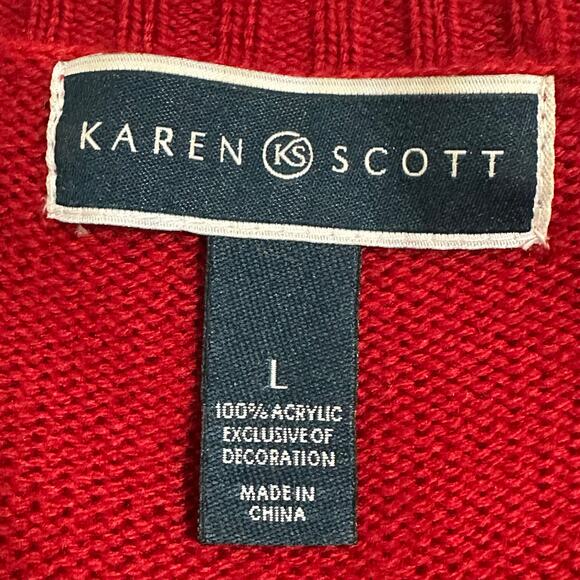 KAREN KS SCOTT
L
100% ACRYLIC
EXCLUSIVE OF
DECORATION
MADE IN
CHINA